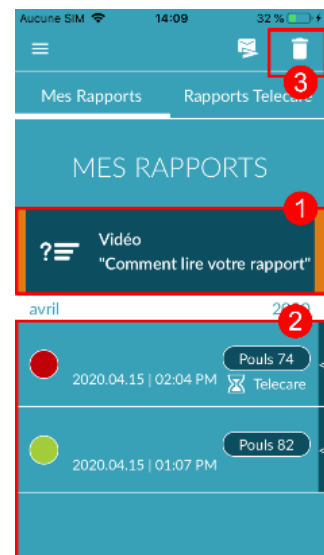 Aucune SIM 14:09 32 %
Mes Rapports Rapports Telecare
3
MES RAPPORTS
1
Vidéo
?
"Comment lire votre rapport"
avril
2
Pouls 74
2020.04.15 | 02:04 PM
Telecare
Pouls 82
2020.04.15 | 01:07 PM